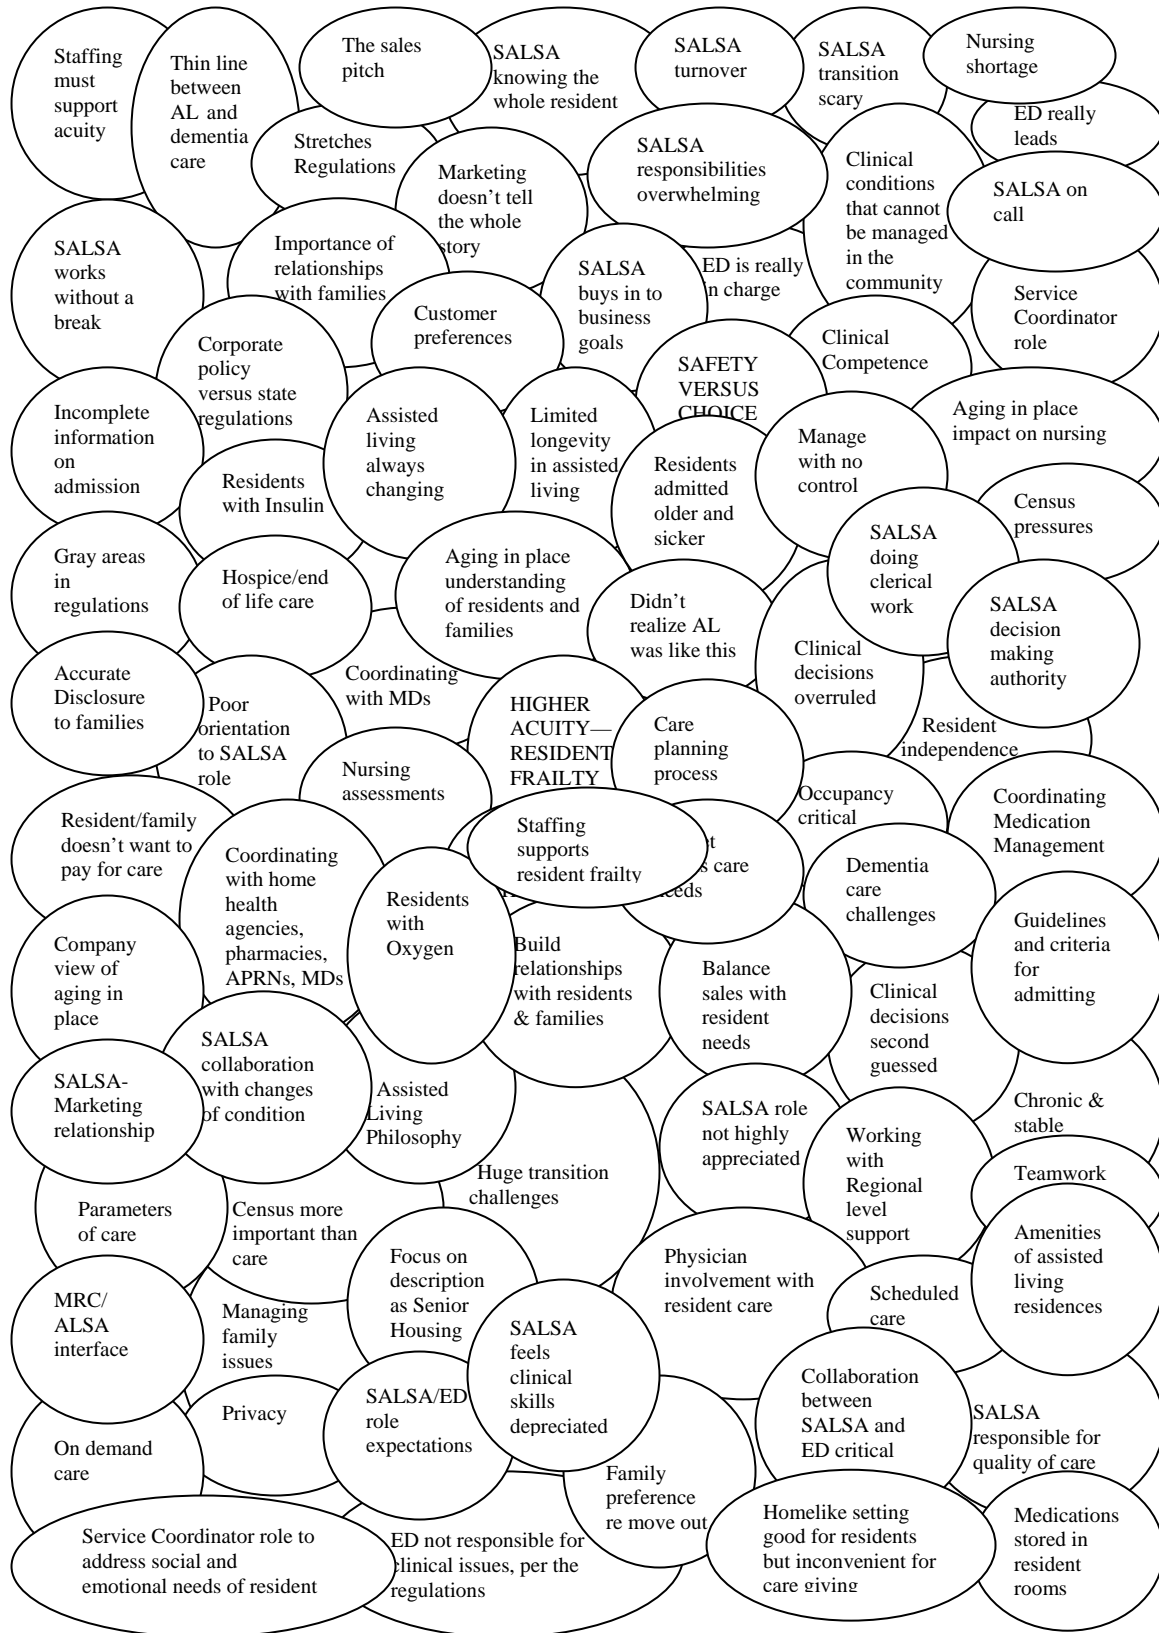 Staffing
must
support
acuity
Thin line
between
AL and
dementia
care
The sales
pitch
SALSA
knowing the
whole resident
SALSA
turnover
SALSA
transition
scary
Nursing
shortage
ED really
leads
Stretches
Regulations
Marketing
doesn't tell
the whole
story
SALSA
responsibilities
overwhelming
Clinical
conditions
that cannot
be managed
in the
community
SALSA on
call
SALSA
works
without a
break
Importance of
relationships
with families
SALSA
buys in to
business
goals
ED is really
in charge
Service
Coordinator
role
Customer
preferences
Corporate
policy
versus state
regulations
SAFETY
VERSUS
CHOICE
Clinical
Competence
Incomplete
information
on
admission
Assisted
living
always
changing
Limited
longevity
in assisted
living
Manage
with no
control
Aging in place
impact on nursing
Residents
with Insulin
Residents
admitted
older and
sicker
Census
pressures
Gray areas
in
regulations
Hospice/end
of life care
Aging in place
understanding
of residents and
families
SALSA
doing
clerical
work
Didn't
realize AL
was like this
Clinical
decisions
overruled
SALSA
decision
making
authority
Accurate
Disclosure
to families
Coordinating
with MDs
Poor
orientation
to SALSA
role
HIGHER
ACUITY—
RESIDENT
FRAILTY
Care
planning
process
Resident
independence
Nursing
assessments
Occupancy
critical
Coordinating
Medication
Management
Resident/family
doesn't want to
pay for care
Coordinating
with home
health
agencies,
pharmacies,
APRNs, MDs
Staffing
supports
resident frailty
care
Dementia
care
challenges
Residents
with
Oxygen
Guidelines
and criteria
for
admitting
Company
view of
aging in
place
Build
relationships
with residents
& families
Balance
sales with
resident
needs
Clinical
decisions
second
guessed
SALSA
collaboration
with changes
of condition
SALSA-
Marketing
relationship
Assisted
Living
Philosophy
SALSA role
not highly
appreciated
Chronic &
stable
Working
with
Regional
level
support
Huge transition
challenges
Teamwork
Parameters
of care
Census more
important than
care
Amenities
of assisted
living
residences
Focus on
description
as Senior
Housing
Physician
involvement with
resident care
Scheduled
care
MRC/
ALSA
interface
Managing
family
issues
SALSA
feels
clinical
skills
depreciated
Collaboration
between
SALSA and
ED critical
SALSA/ED
role
expectations
Privacy
SALSA
responsible for
quality of care
On demand
care
Family
preference
re move out
Homelike setting
good for residents
but inconvenient for
care giving
Medications
stored in
resident
rooms
Service Coordinator role to
address social and
emotional needs of resident
ED not responsible for
clinical issues, per the
regulations